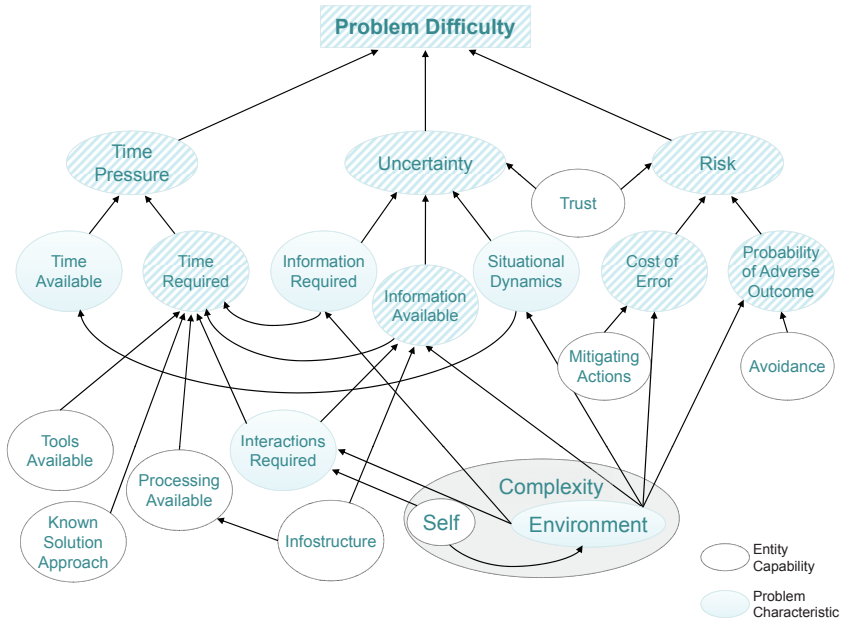 Problem Difficulty
Time
Pressure
Uncertainty
Risk
Trust
Time
Available
Time
Required
Information
Required
Information
Available
Situational
Dynamics
Cost of
Error
Probability
of Adverse
Outcome
Mitigating
Actions
Avoidance
Tools
Available
Interactions
Required
Processing
Available
Known
Solution
Approach
Infostructure
Complexity
Self
Environment
Entity
Capability
Problem
Characteristic